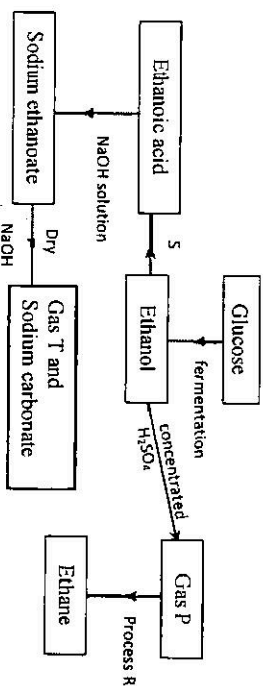 Glucose
fermentation
Ethanoic acid
S
Ethanol
concentrated
H₂SO₄
Gas P
NaOH solution
Process R
Sodium ethanoate
Dry
NaOH
Gas T and
Sodium carbonate
Ethane